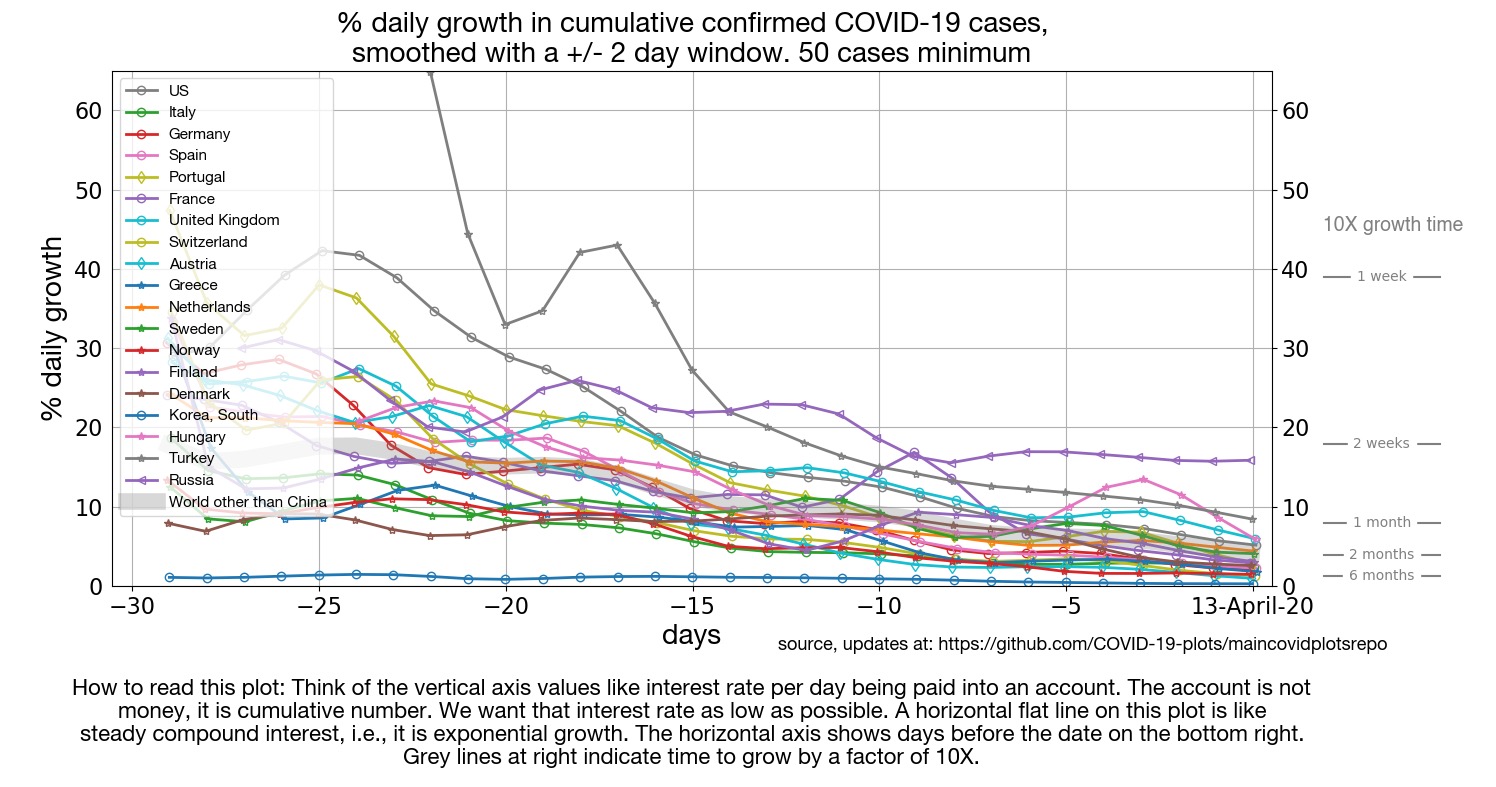 % daily growth in cumulative confirmed COVID-19 cases,
smoothed with a +/- 2 day window. 50 cases minimum
% daily growth
60
50
40
30
20
10
0
US
Italy
Germany
Spain
Portugal
France
United Kingdom
Switzerland
Austria
Greece
Netherlands
Sweden
Norway
Finland
Denmark
Korea, South
Hungary
Turkey
Russia
World other than China
60
50
40
30
20
10
0
10X growth time
1 week
2 weeks
1 month
2 months
6 months
−30 −25 −20 −15 −10 −5 13-April-20
days
source, updates at: https://github.com/COVID-19-plots/maincovidplotsrepo
How to read this plot: Think of the vertical axis values like interest rate per day being paid into an account. The account is not
money, it is cumulative number. We want that interest rate as low as possible. A horizontal flat line on this plot is like
steady compound interest, i.e., it is exponential growth. The horizontal axis shows days before the date on the bottom right.
Grey lines at right indicate time to grow by a factor of 10X.